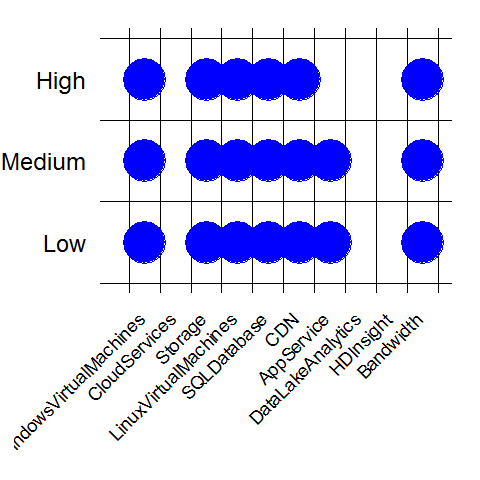 High
Medium
Low
ndowsVirtualMachines
CloudServices
Storage
LinuxVirtualMachines
SQLDatabase
CDN
AppService
DataLakeAnalytics
HDInsight
Bandwidth